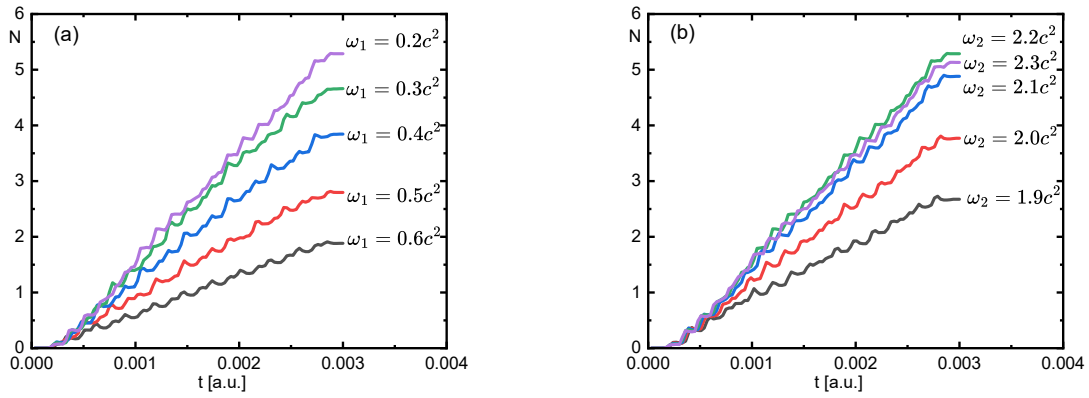 6
N
(a)
5
4
3
2
1
0
0.000 0.001 0.002 0.003 0.004
t [a.u.]
ω₁ = 0.2c²
ω₁ = 0.3c²
ω₁ = 0.4c²
ω₁ = 0.5c²
ω₁ = 0.6c²
6
N
(b)
5
4
3
2
1
0
0.000 0.001 0.002 0.003 0.004
t [a.u.]
ω₂ = 2.2c²
ω₂ = 2.3c²
ω₂ = 2.1c²
ω₂ = 2.0c²
ω₂ = 1.9c²